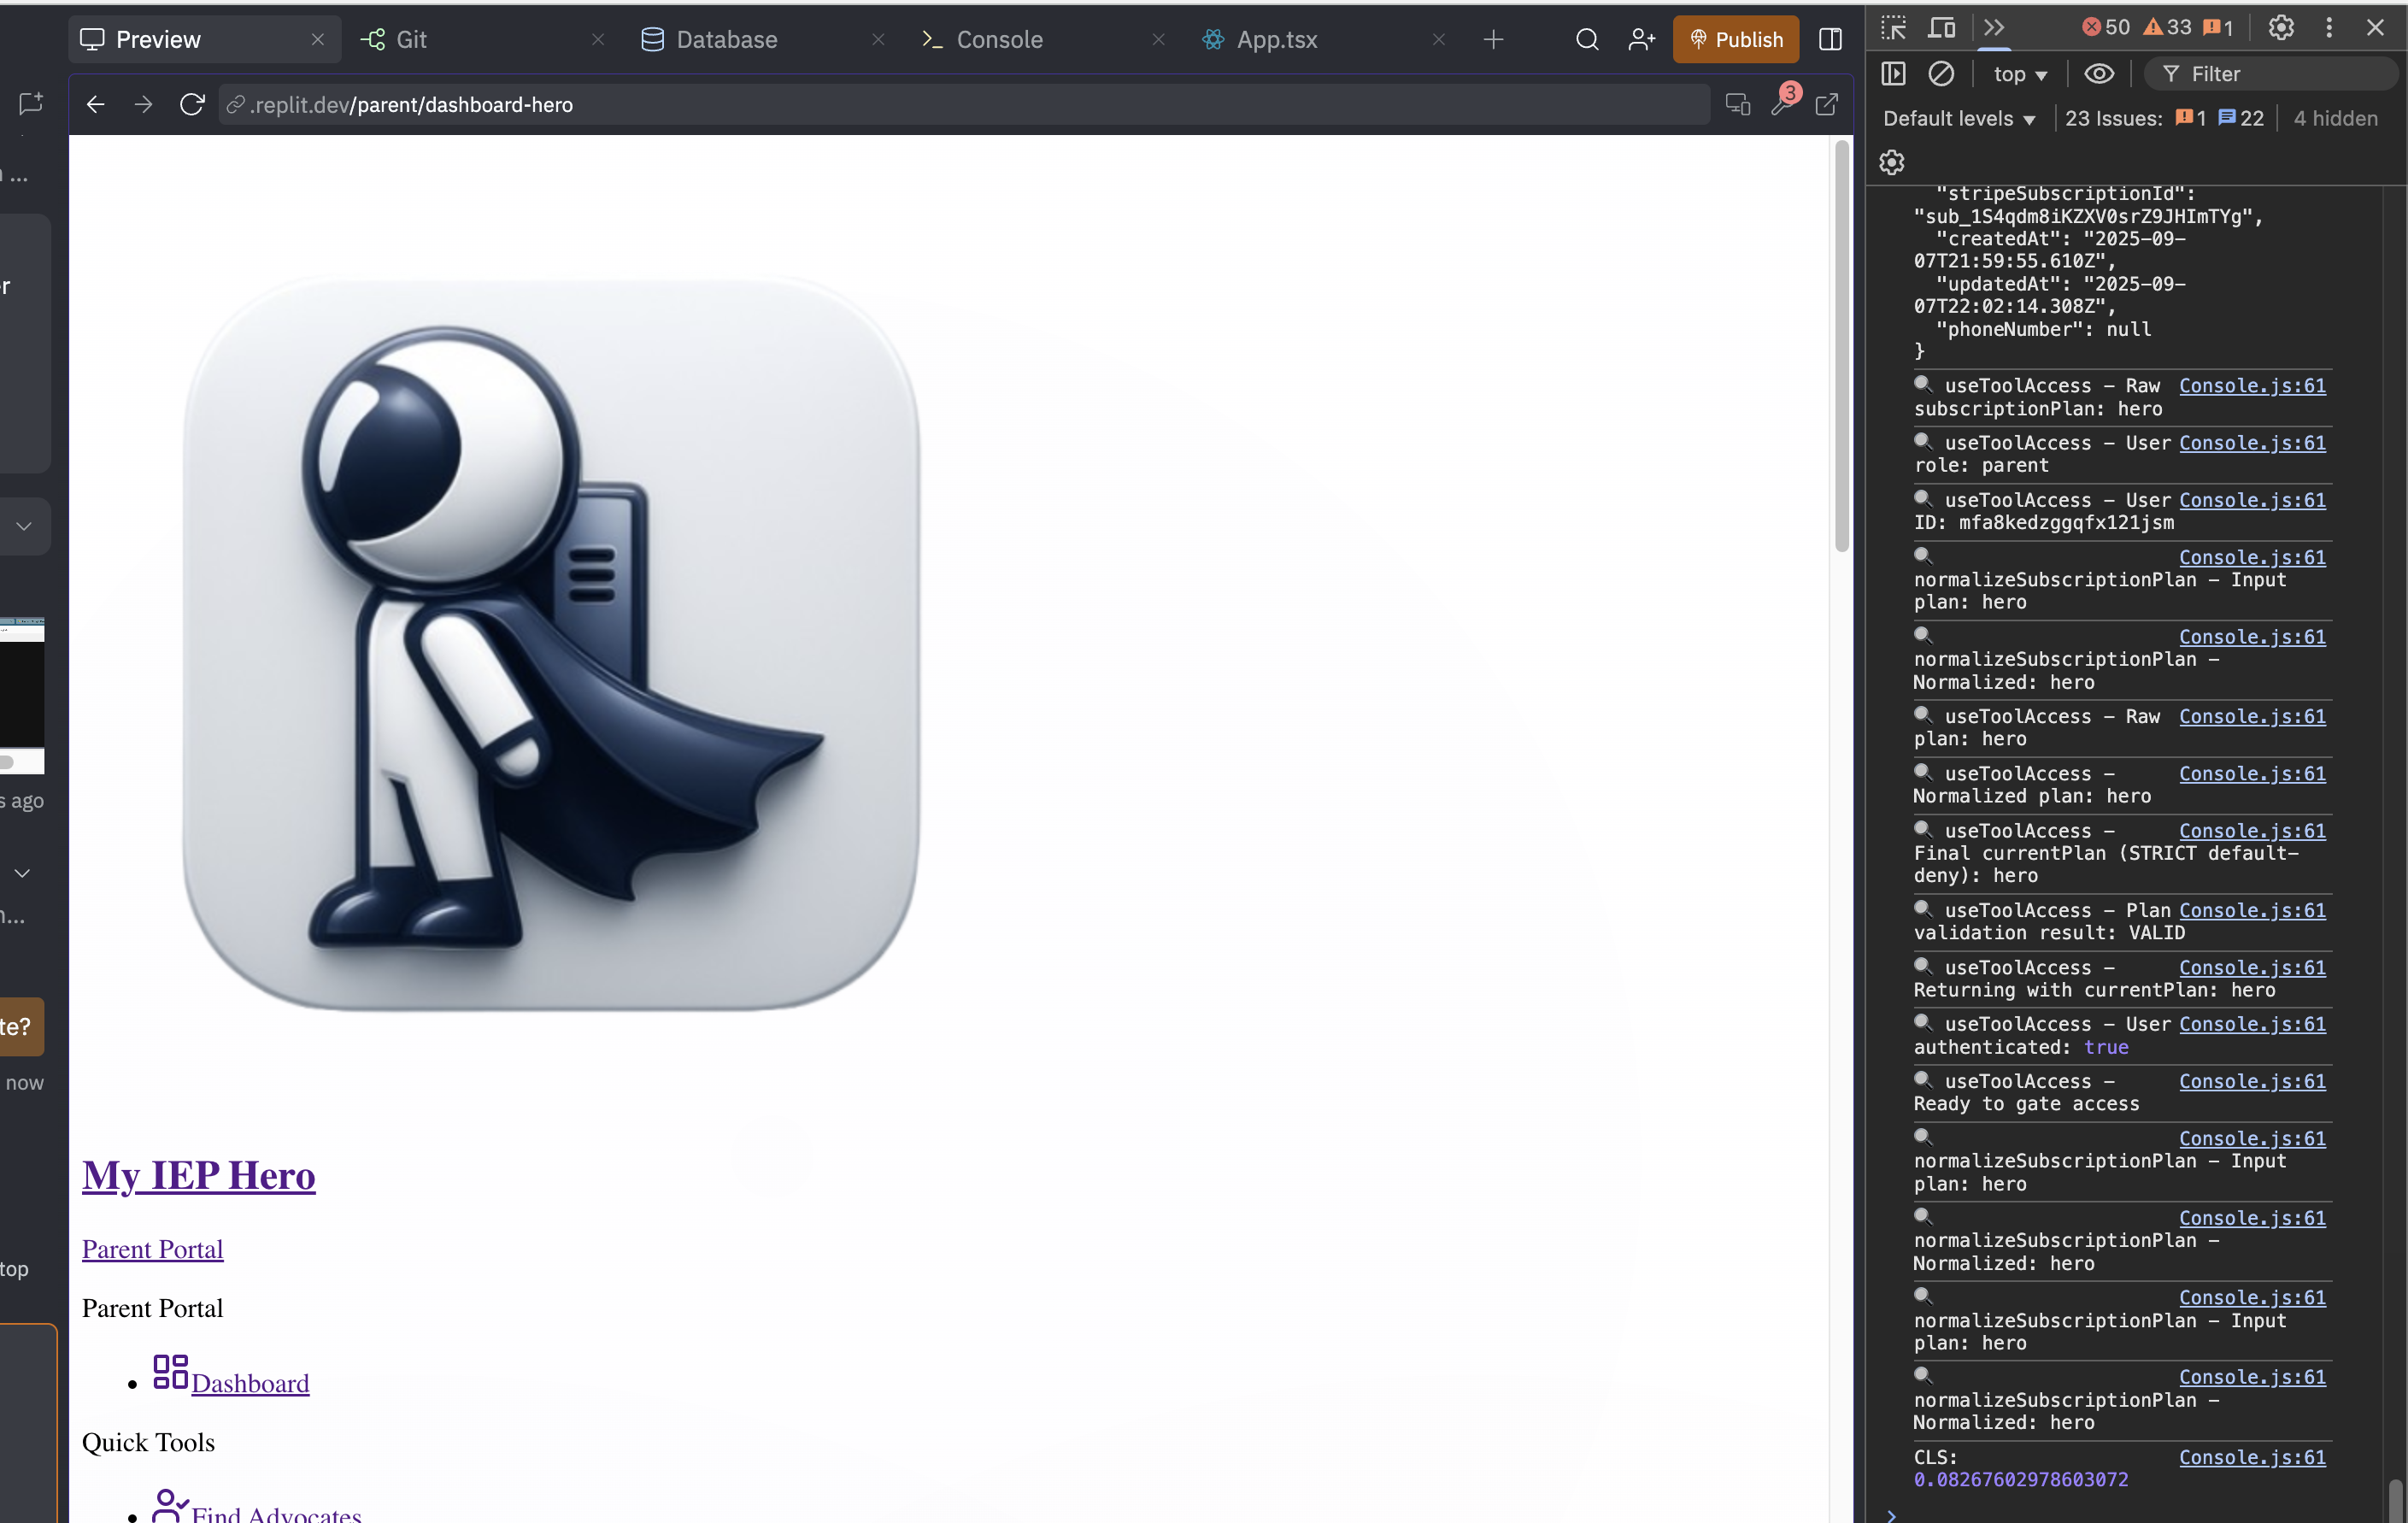 Preview
Git
Database
Console
App.tsx
Publish
.replit.dev/parent/dashboard-hero
3
...
r
s ago
n...
te?
now
top
My IEP Hero
Parent Portal
Parent Portal
Dashboard
Quick Tools
Find Advocates
50
33
1
top
Filter
Default levels
23 Issues:
1
22
4 hidden
"stripeSubscriptionId":
"sub_1S4qdm8iKZXV0srZ9JHImTYg",
"createdAt": "2025-09-
07T21:59:55.610Z",
"updatedAt": "2025-09-
07T22:02:14.308Z",
"phoneNumber": null
}
useToolAccess - Raw Console.js:61
subscriptionPlan: hero
useToolAccess - User Console.js:61
role: parent
useToolAccess - User Console.js:61
ID: mfa8kedzggqfx121jsm
Console.js:61
normalizeSubscriptionPlan - Input
plan: hero
Console.js:61
normalizeSubscriptionPlan -
Normalized: hero
useToolAccess - Raw Console.js:61
plan: hero
useToolAccess - Console.js:61
Normalized plan: hero
useToolAccess - Console.js:61
Final currentPlan (STRICT default-
deny): hero
useToolAccess - Plan Console.js:61
validation result: VALID
useToolAccess - Console.js:61
Returning with currentPlan: hero
useToolAccess - User Console.js:61
authenticated: true
useToolAccess - Console.js:61
Ready to gate access
Console.js:61
normalizeSubscriptionPlan - Input
plan: hero
Console.js:61
normalizeSubscriptionPlan -
Normalized: hero
Console.js:61
normalizeSubscriptionPlan - Input
plan: hero
Console.js:61
normalizeSubscriptionPlan -
Normalized: hero
CLS: Console.js:61
0.08267602978603072